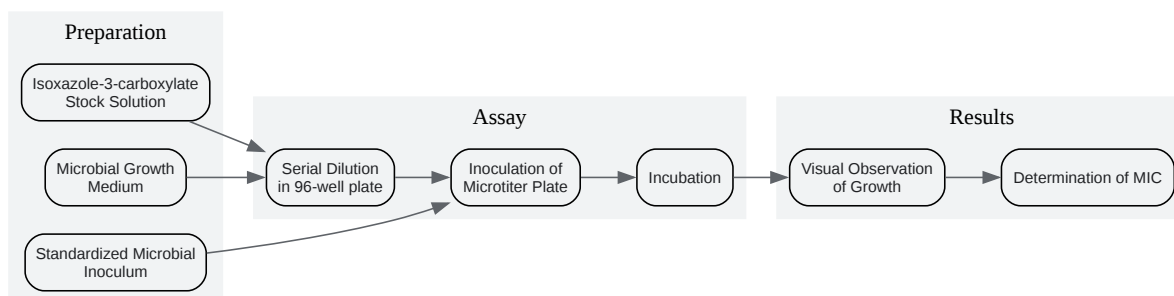 Preparation
Isoxazole-3-carboxylate
Stock Solution
Microbial Growth
Medium
Standardized Microbial
Inoculum
Assay
Serial Dilution
in 96-well plate
Inoculation of
Microtiter Plate
Incubation
Results
Visual Observation
of Growth
Determination of MIC